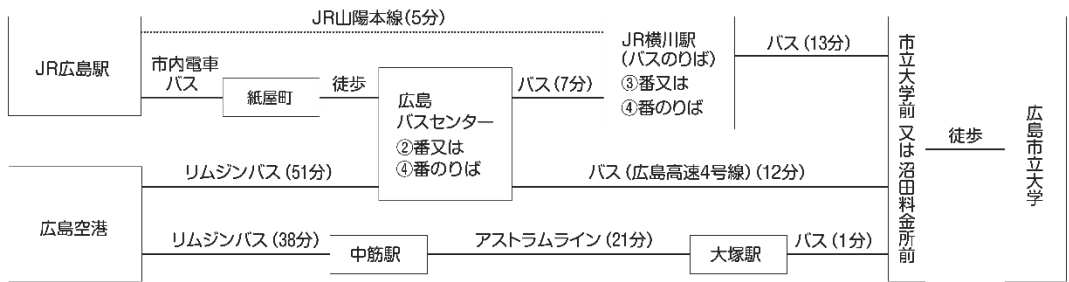 JR山陽本線(5分)
JR広島駅
市内電車
バス
紙屋町
徒歩
広島
バスセンター
②番又は
④番のりば
バス(7分)
JR横川駅
(バスのりば)
③番又は
④番のりば
バス(13分)
リムジンバス(51分)
バス(広島高速4号線)(12分)
広島空港
リムジンバス(38分)
中筋駅
アストラムライン(21分)
大塚駅
バス(1分)
市立大学前 又は 沼田料金所前
徒歩
広島市立大学